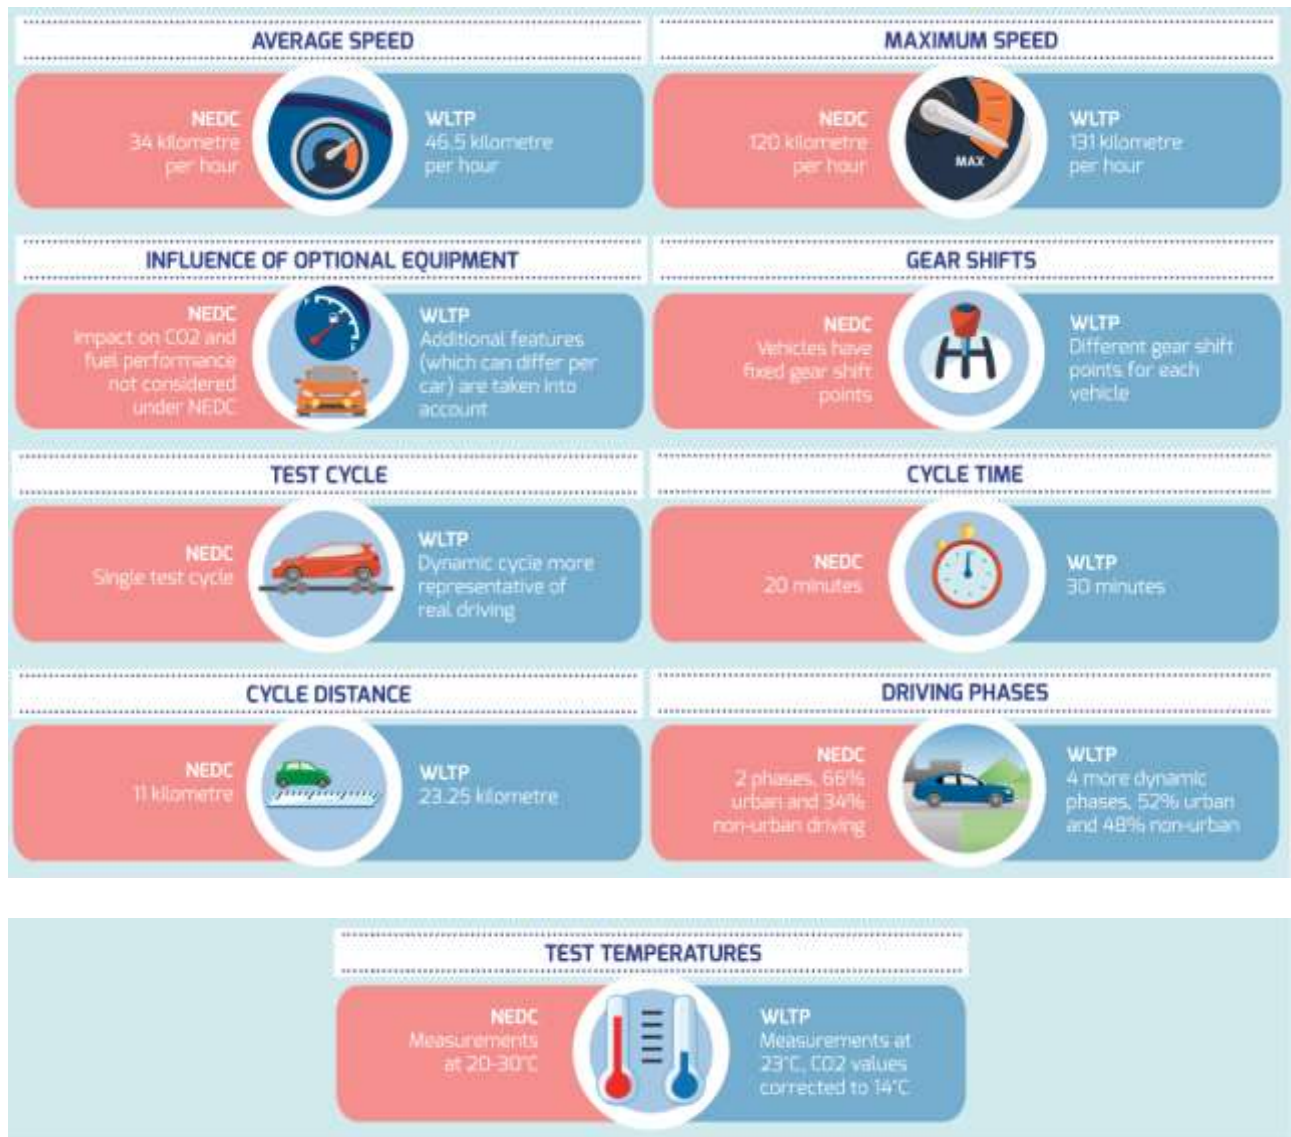 AVERAGE SPEED
NEDC
34 kilometre
per hour
WLTP
46.5 kilometre
per hour
MAXIMUM SPEED
NEDC
120 kilometre
per hour
MAX
WLTP
131 kilometre
per hour
INFLUENCE OF OPTIONAL EQUIPMENT
NEDC
Impact on CO2 and
fuel performance
not considered
under NEDC
WLTP
Additional features
(which can differ per
car) are taken into
account
GEAR SHIFTS
NEDC
Vehicles have
fixed gear shift
points
WLTP
Different gear shift
points for each
vehicle
TEST CYCLE
NEDC
Single test cycle
WLTP
Dynamic cycle more
representative of
real driving
CYCLE TIME
NEDC
20 minutes
WLTP
30 minutes
CYCLE DISTANCE
NEDC
11 kilometre
WLTP
23.25 kilometre
DRIVING PHASES
NEDC
2 phases, 66%
urban and 34%
non-urban driving
WLTP
4 more dynamic
phases, 52% urban
and 48% non-urban
TEST TEMPERATURES
NEDC
Measurements
at 20-30°C
WLTP
Measurements at
23°C, CO2 values
corrected to 14°C